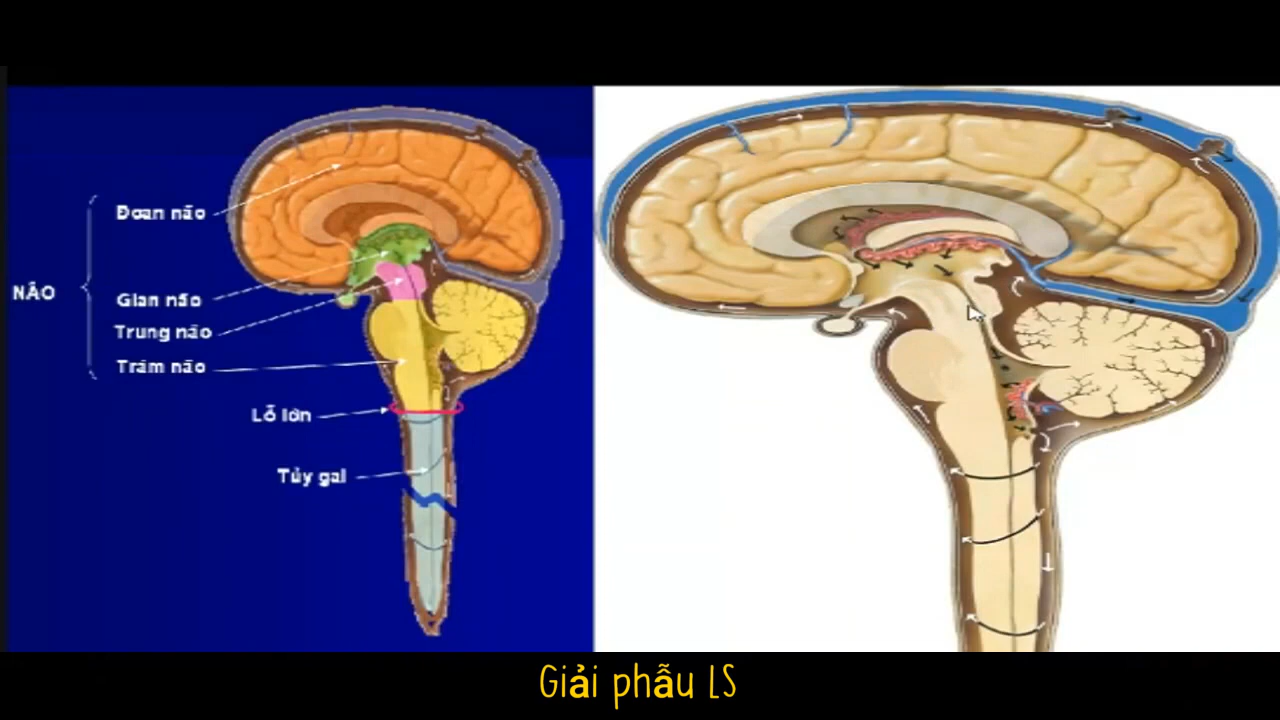 Đoan não
NÃO
Gian não
Trung não
Trám não
Lỗ lớn
Tủy gai
Giải phẫu LS